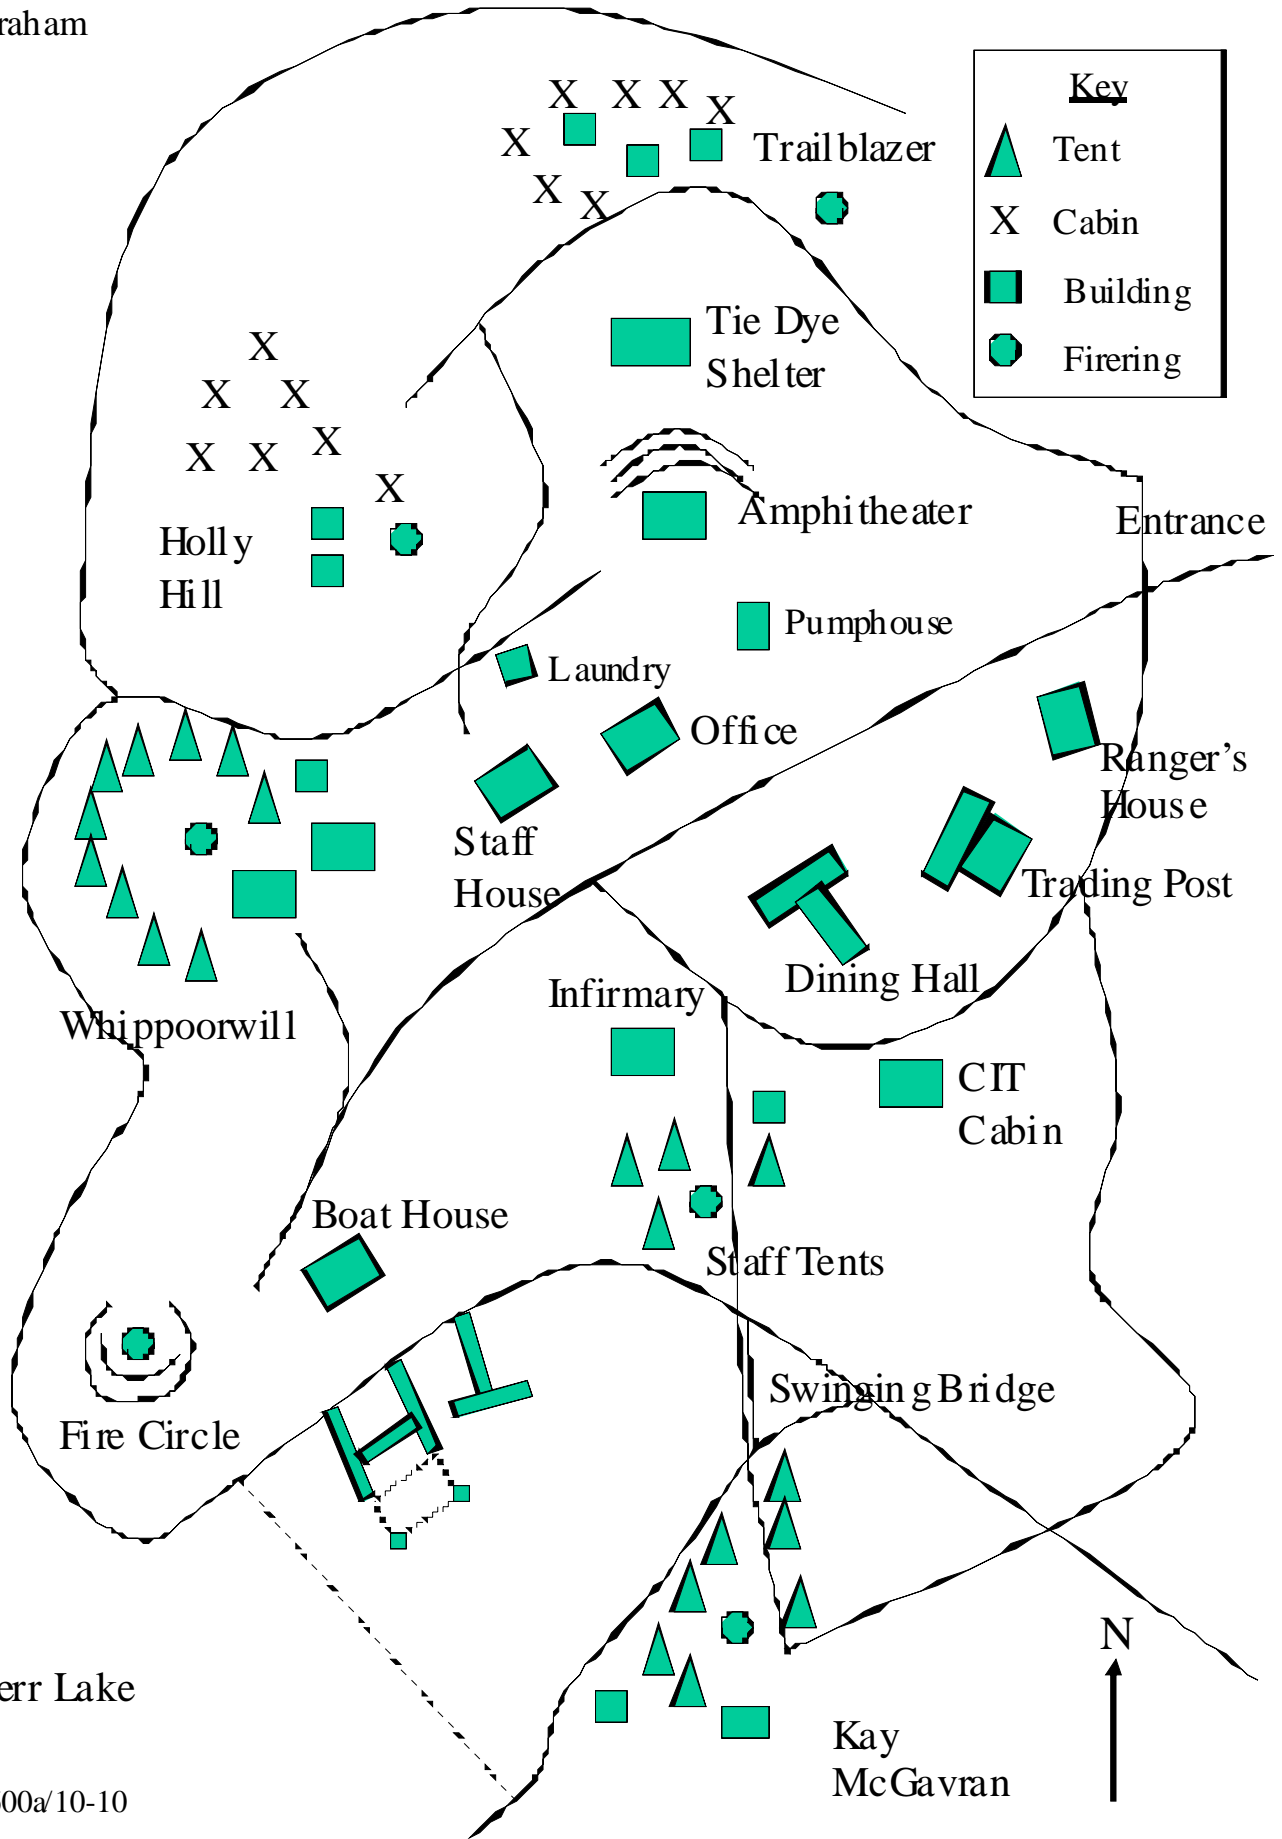 raham
Key
Tent
X Cabin
Building
Firering
X X X X
X
X X
Trailblazer
Tie Dye
Shelter
X
X X
X X X
X
Holly
Hill
Amphitheater
Entrance
Pumphouse
Laundry
Office
Ranger's
House
Staff
House
Trading Post
Dining Hall
Infirmary
Whippoorwill
CIT
Cabin
Boat House
Staff Tents
Swinging Bridge
Fire Circle
N
err Lake
Kay
McGavran
500a/10-10